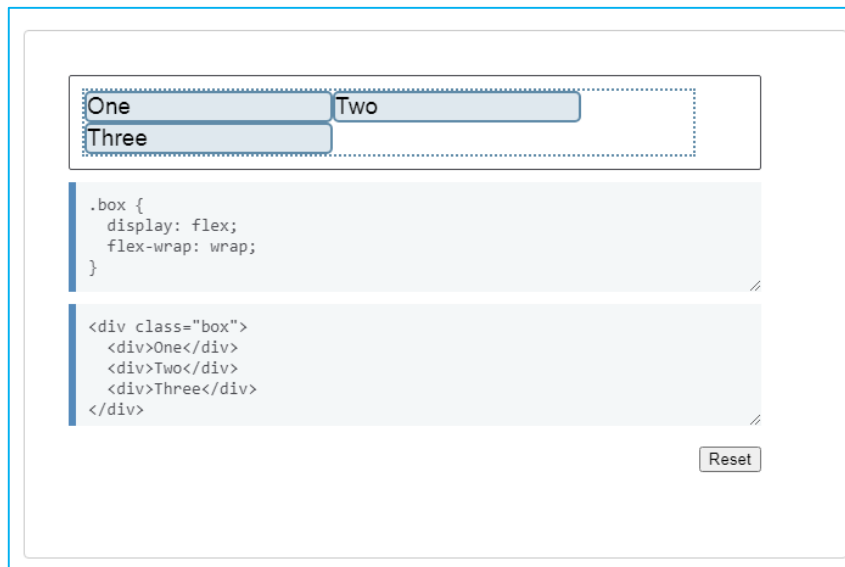 One Two
Three
.box {
  display: flex;
  flex-wrap: wrap;
}
<div class="box">
  <div>One</div>
  <div>Two</div>
  <div>Three</div>
</div>
Reset